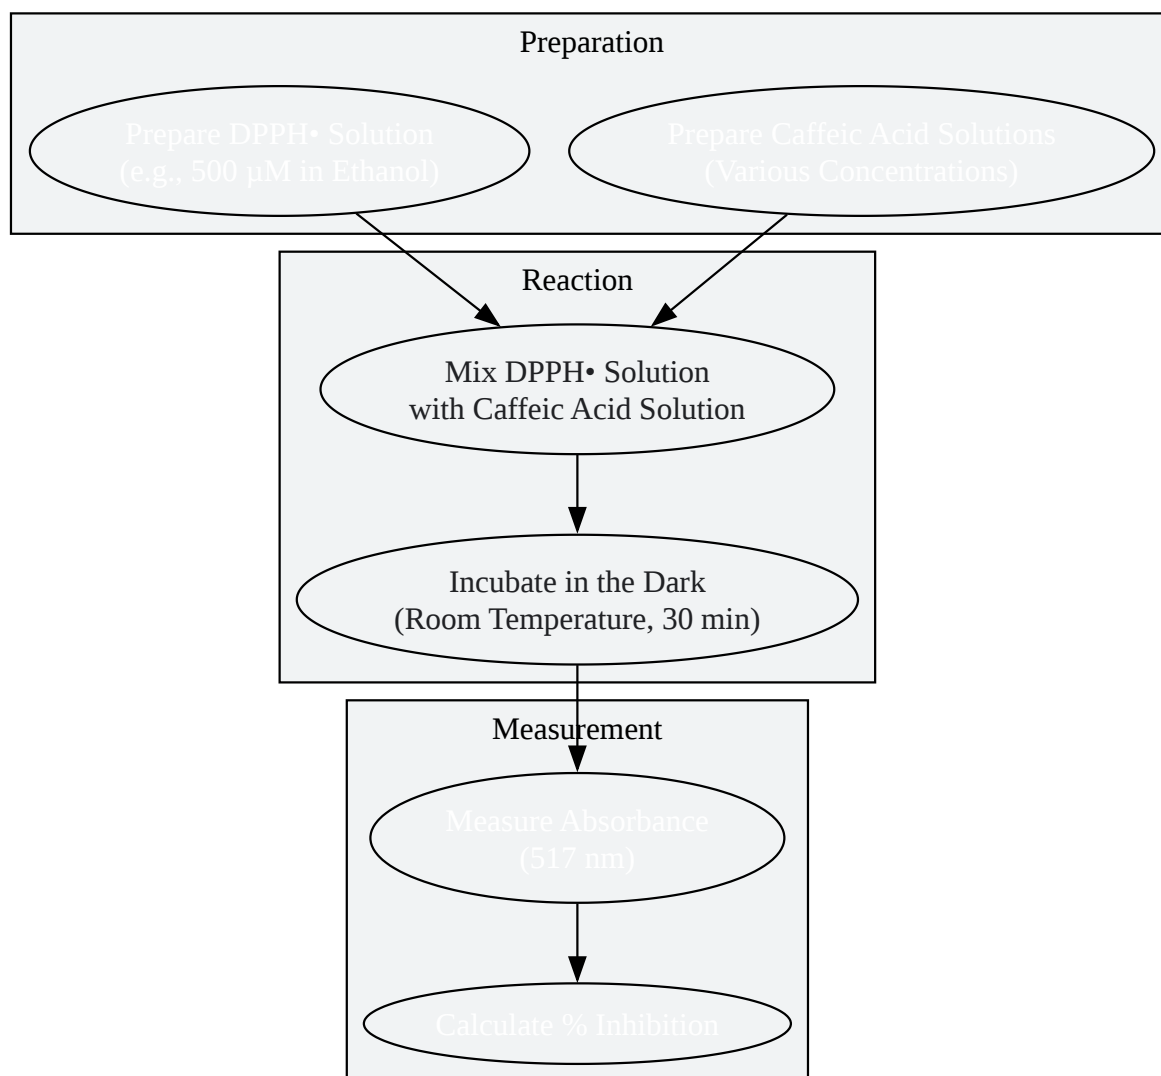 Preparation
Prepare DPPH• Solution
(e.g., 500 µM in Ethanol)
Prepare Caffeic Acid Solutions
(Various Concentrations)
Reaction
Mix DPPH• Solution
with Caffeic Acid Solution
Incubate in the Dark
(Room Temperature, 30 min)
Measurement
Measure Absorbance
(517 nm)
Calculate % Inhibition